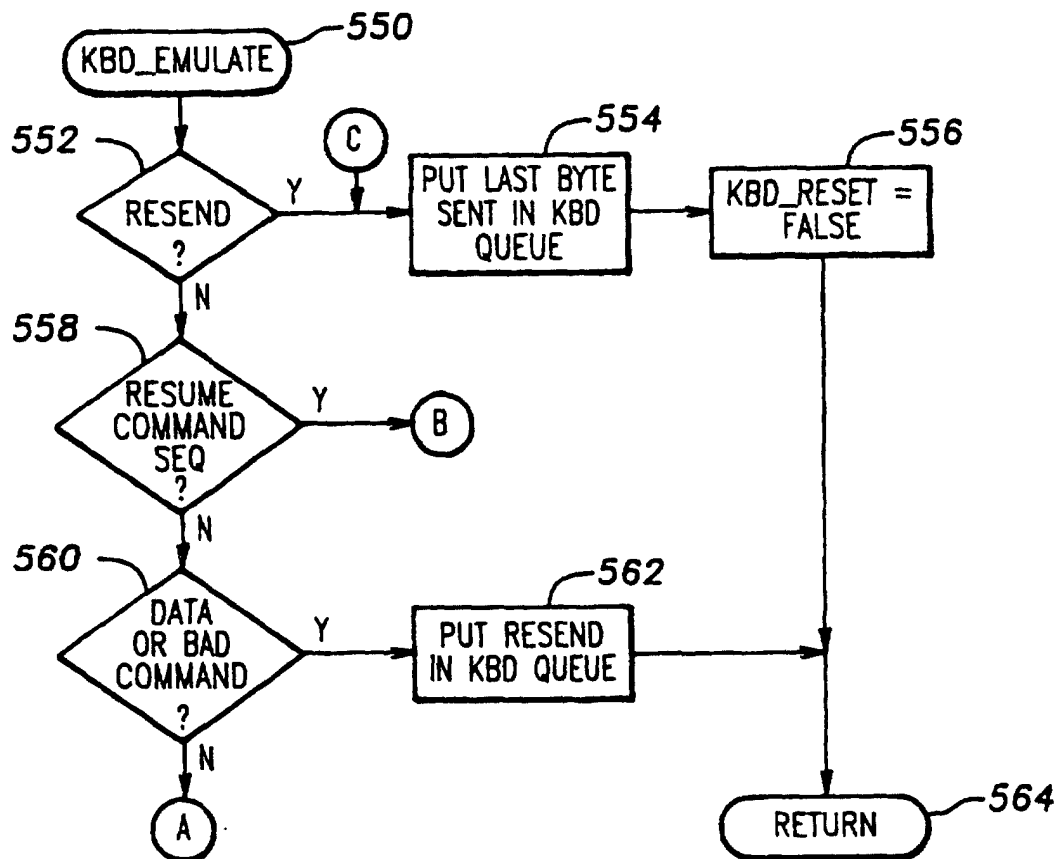 550
KBD_EMULATE
552
C
554
556
RESEND
?
Y
PUT LAST BYTE
SENT IN KBD
QUEUE
KBD_RESET =
FALSE
N
558
RESUME
COMMAND
SEQ
?
Y
B
N
560
562
DATA
OR BAD
COMMAND
?
Y
PUT RESEND
IN KBD QUEUE
N
A
RETURN
564